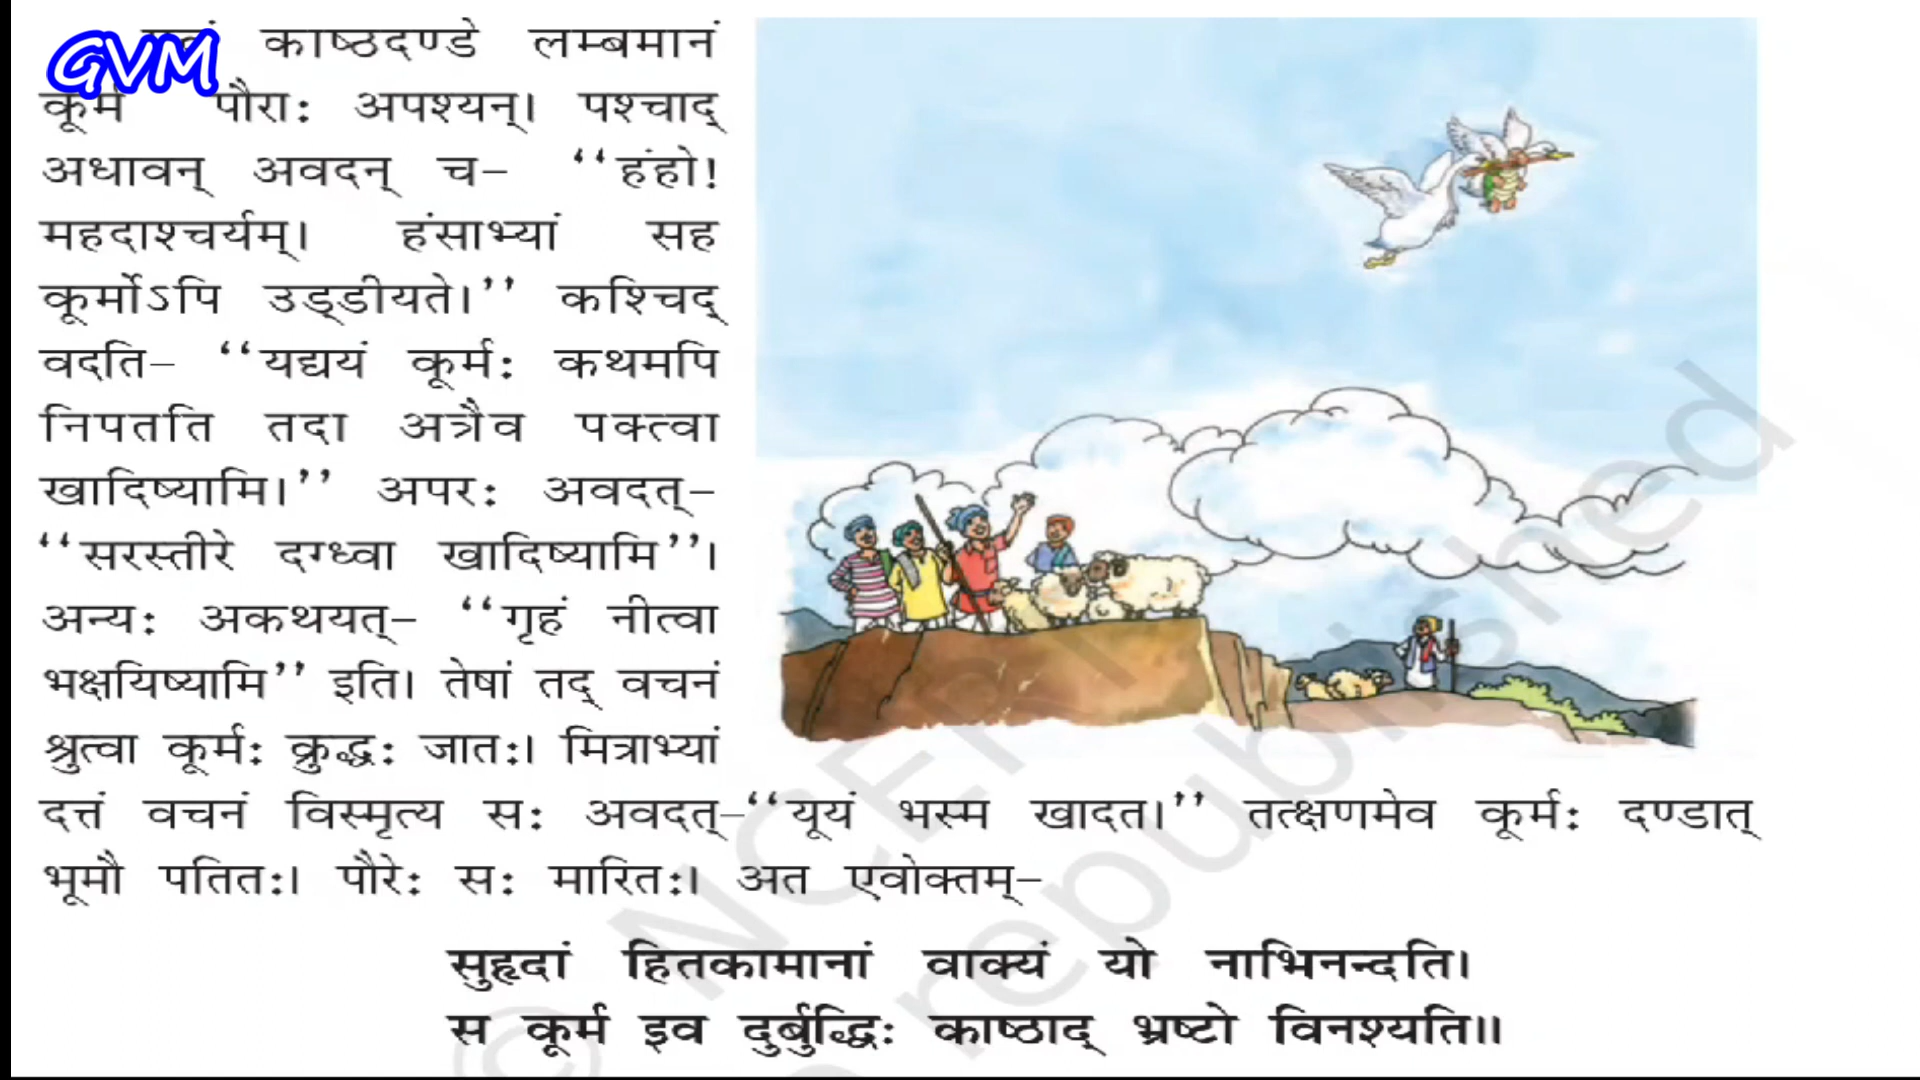 GVM
काष्ठदण्डे लम्बमानं
कूर्मं पौराः अपश्यन्। पश्चाद्
अधावन् अवदन् च- ‘‘हंहो!
महदाश्चर्यम्। हंसाभ्यां सह
कूर्मोऽपि उड्डीयते।’’ कश्चिद्
वदति- ‘‘यद्ययं कूर्मः कथमपि
निपतति तदा अत्रैव पक्त्वा
खादिष्यामि।’’ अपरः अवदत्-
‘‘सरस्तीरे दग्ध्वा खादिष्यामि’’।
अन्यः अकथयत्- ‘‘गृहं नीत्वा
भक्षयिष्यामि’’ इति। तेषां तद् वचनं
श्रुत्वा कूर्मः क्रुद्धः जातः। मित्राभ्यां
दत्तं वचनं विस्मृत्य सः अवदत्-‘‘यूयं भस्म खादत।’’ तत्क्षणमेव कूर्मः दण्डात्
भूमौ पतितः। पौरेः सः मारितः। अत एवोक्तम्-
सुहृदां हितकामानां वाक्यं यो नाभिनन्दति।
स कूर्म इव दुर्बुद्धिः काष्ठाद् भ्रष्टो विनश्यति॥
© NCERT
republished